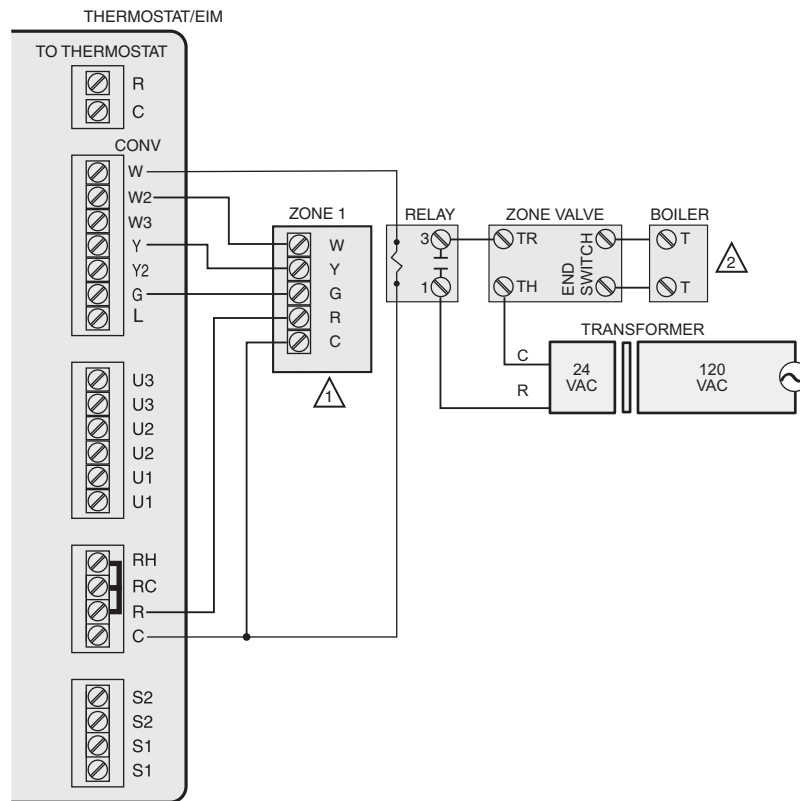 THERMOSTAT/EIM
TO THERMOSTAT
R
C
CONV
W
W2
W3
Y
Y2
G
L
U3
U3
U2
U2
U1
U1
RH
RC
R
C
S2
S2
S1
S1
ZONE 1
W
Y
G
R
C
1
RELAY
3
1
ZONE VALVE
TR
TH
END
SWITCH
BOILER
T
T
2
TRANSFORMER
C
R
24
VAC
120
VAC